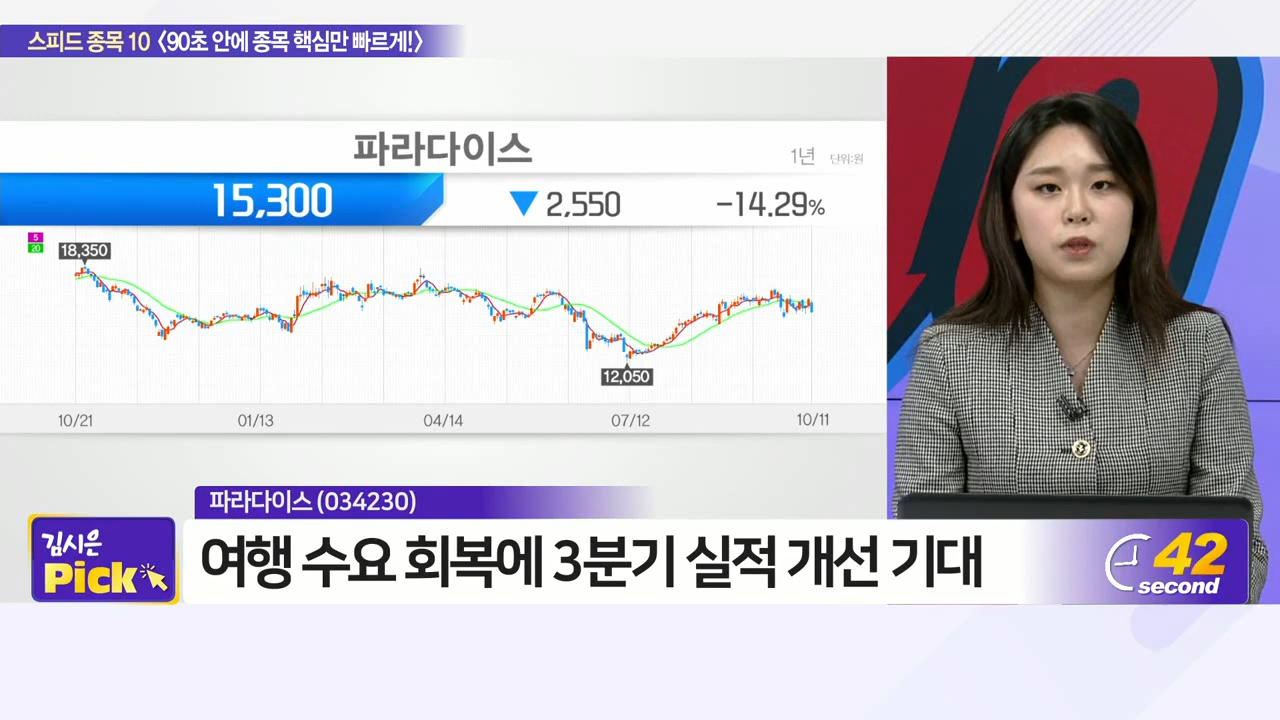 스피드 종목 10 〈90초 안에 종목 핵심만 빠르게!〉
파라다이스
1년 단위:원
15,300 ▼ 2,550 -14.29%
5
20
18,350
12,050
10/21 01/13 04/14 07/12 10/11
파라다이스 (034230)
김시은
Pick
여행 수요 회복에 3분기 실적 개선 기대
42
second